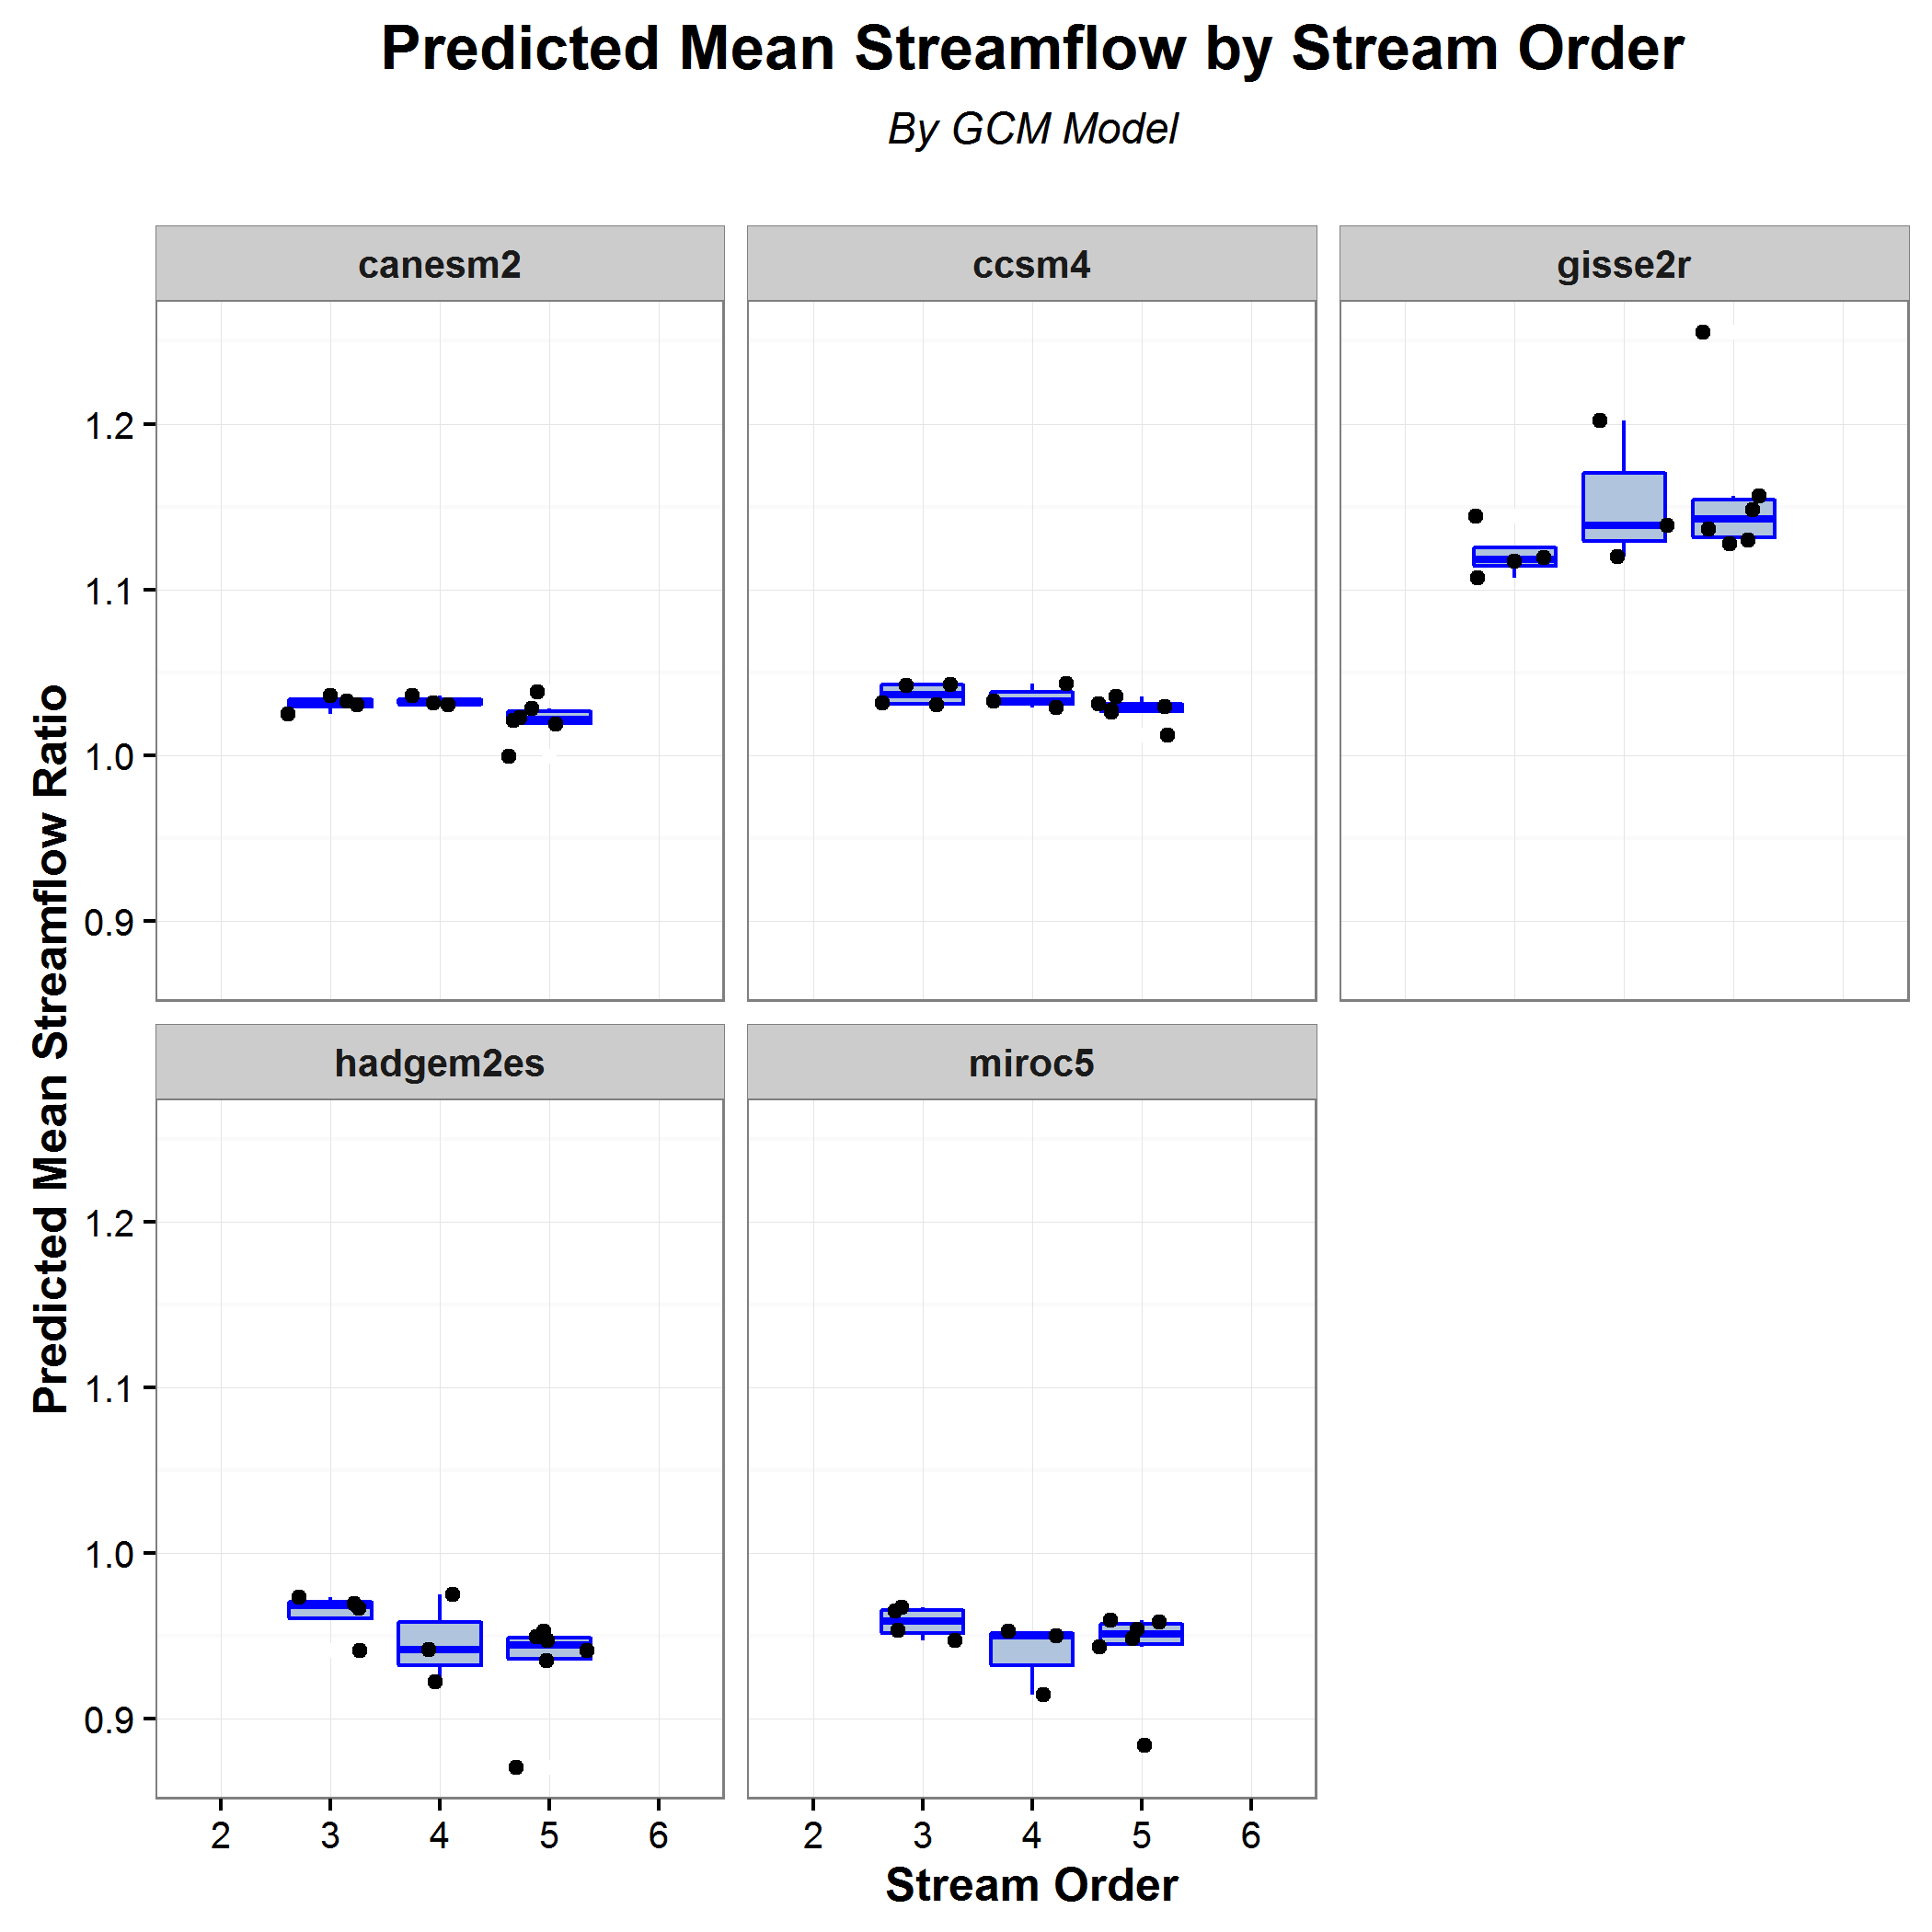 Predicted Mean Streamflow by Stream Order
By GCM Model
canesm2
ccsm4
gisse2r
1.2
1.1
1.0
0.9
Predicted Mean Streamflow Ratio
hadgem2es
miroc5
1.2
1.1
1.0
0.9
2 3 4 5 6
2 3 4 5 6
Stream Order